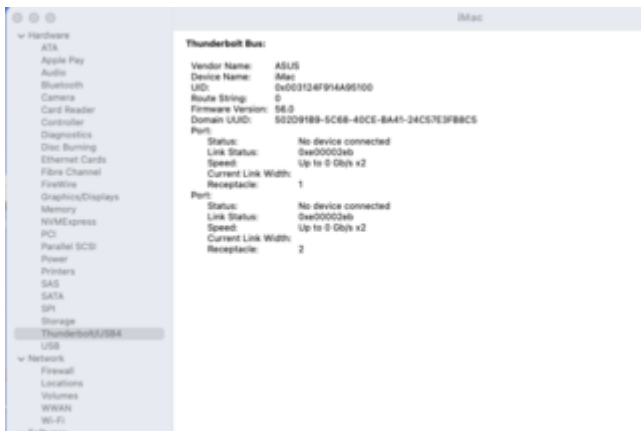 iMac
Hardware
ATA
Apple Pay
Audio
Bluetooth
Camera
Card Reader
Controller
Diagnostics
Disc Burning
Ethernet Cards
Fibre Channel
FireWire
Graphics/Displays
Memory
NVMExpress
PCI
Parallel SCSI
Power
Printers
SAS
SATA
SPI
Storage
Thunderbolt/USB4
USB
Network
Firewall
Locations
Volumes
WWAN
Wi-Fi
Thunderbolt Bus:
Vendor Name: ASUS
Device Name: iMac
UID: 0x003124F914A95100
Route String: 0
Firmware Version: 56.0
Domain UUID: 502D91B9-5C68-40CE-BA41-24C57E3FB8C5
Port:
Status: No device connected
Link Status: 0xe00002eb
Speed: Up to 0 Gb/s x2
Current Link Width:
Receptacle: 1
Port:
Status: No device connected
Link Status: 0xe00002eb
Speed: Up to 0 Gb/s x2
Current Link Width:
Receptacle: 2